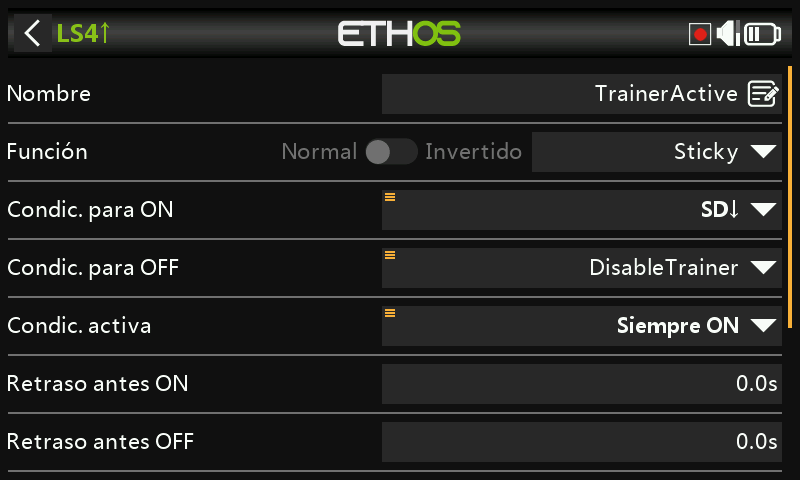 LS4↑ ETHOS
Nombre TrainerActive
Función Normal Invertido Sticky
Condic. para ON SD↓
Condic. para OFF DisableTrainer
Condic. activa Siempre ON
Retraso antes ON 0.0s
Retraso antes OFF 0.0s